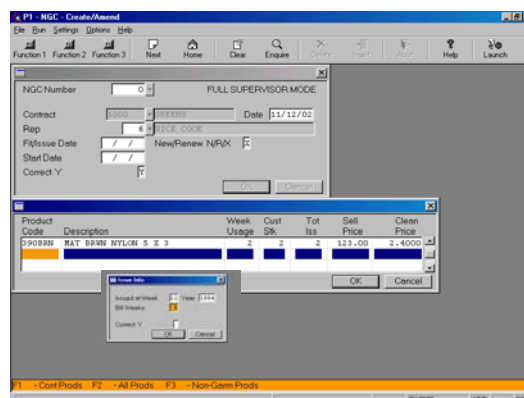 P1 - NGC - Create/Amend
File Run Settings Options Help
Function 1 Function 2 Function 3 Next Home Clear Enquire Delete Insert Abort Help Launch
NGC Number 0 FULL SUPERVISOR MODE
Contract 1000 GREENS Date 11/12/02
Rep 6 NICK COOK
Fit/Issue Date / / New/Renew N/R/X X
Start Date / /
Correct Y Y
OK Cancel
Product Week Cust Tot Sell Clean
Code Description Usage Stk Iss Price Price
390BRN MAT BRWN NYLON 5 X 3 2 2 2 123.00 2.4000
OK Cancel
Issue Info
Issued at Week Year
Bill Weeks
Correct Y
OK Cancel
F1 - Cont Prods F2 - All Prods F3 - Non-Garm Prods